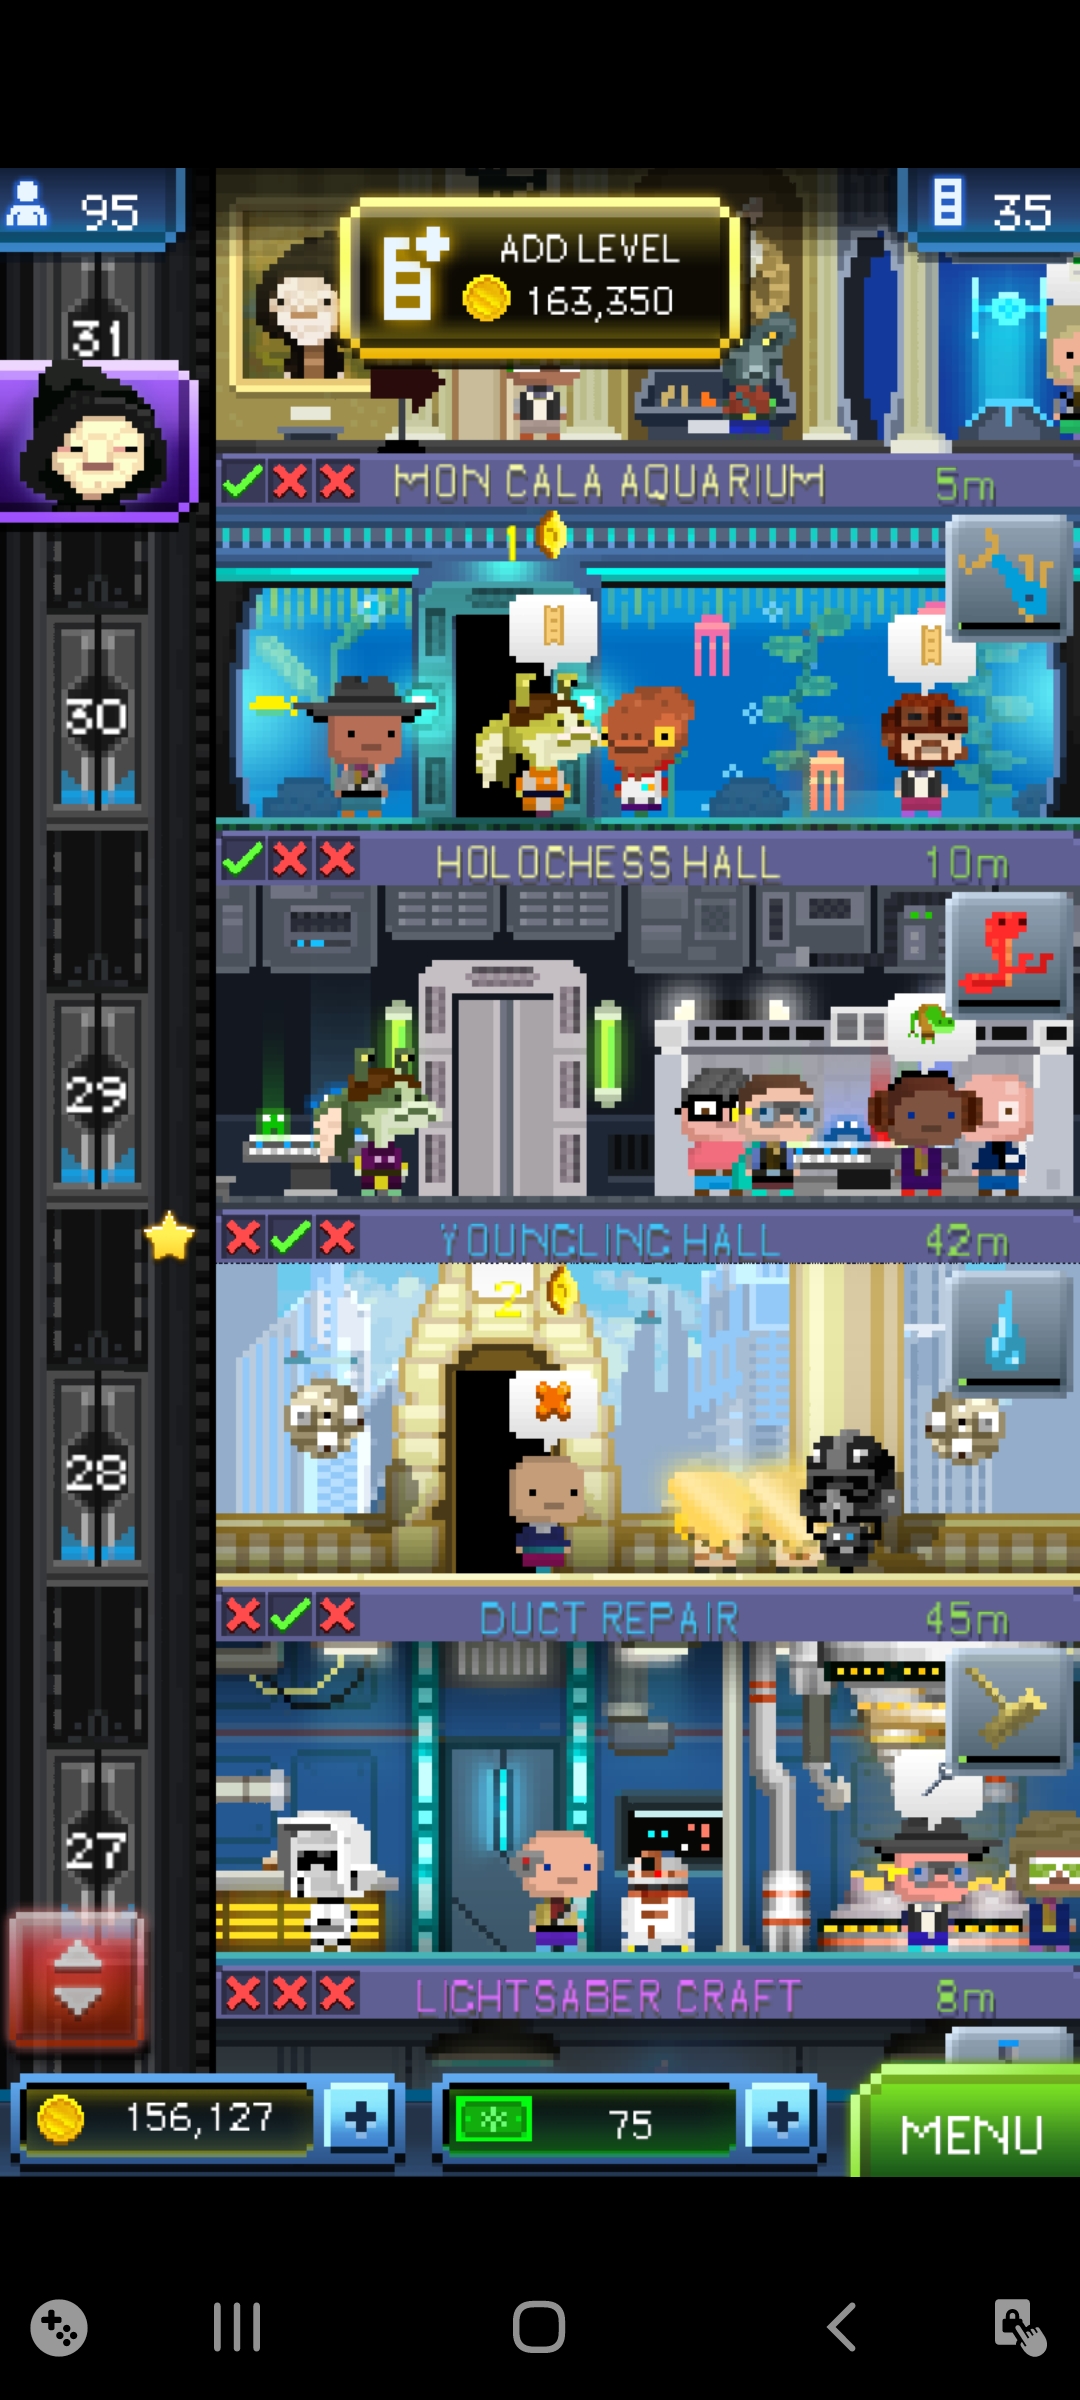 95
35
ADD LEVEL
163,350
31
MON CALA AQUARIUM 5m
1
30
HOLOCHESS HALL 10m
29
YOUNGLING HALL 42m
2
28
DUCT REPAIR 45m
27
LIGHTSABER CRAFT 8m
156,127
75
MENU